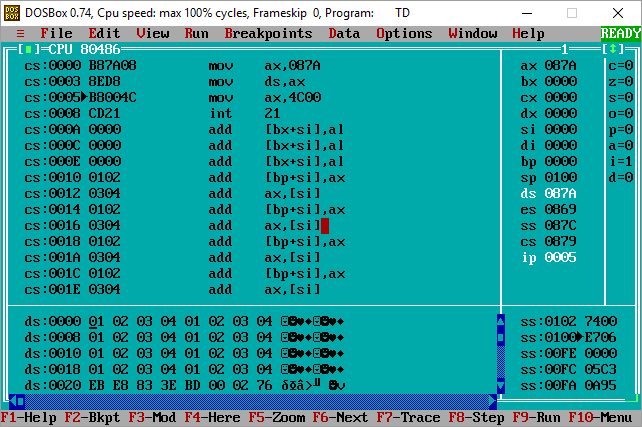 DOSBox 0.74, Cpu speed: max 100% cycles, Frameskip 0, Program: TD
≡ File Edit View Run Breakpoints Data Options Window Help READY
[■]=CPU 80486 1 [↕]
cs:0000 B87A08 mov ax,087A ax 087A c=0
cs:0003 8ED8 mov ds,ax bx 0000 z=0
cs:0005►B8004C mov ax,4C00 cx 0000 s=0
cs:0008 CD21 int 21 dx 0000 o=0
cs:000A 0000 add [bx+si],al si 0000 p=0
cs:000C 0000 add [bx+si],al di 0000 a=0
cs:000E 0000 add [bx+si],al bp 0000 i=1
cs:0010 0102 add [bp+si],ax sp 0100 d=0
cs:0012 0304 add ax,[si] ds 087A
cs:0014 0102 add [bp+si],ax es 0869
cs:0016 0304 add ax,[si] ss 087C
cs:0018 0102 add [bp+si],ax cs 0879
cs:001A 0304 add ax,[si] ip 0005
cs:001C 0102 add [bp+si],ax
cs:001E 0304 add ax,[si]
ds:0000 01 02 03 04 01 02 03 04 ☺☻♥♦☺☻♥♦ ss:0102 7400
ds:0008 01 02 03 04 01 02 03 04 ☺☻♥♦☺☻♥♦ ss:0100►E706
ds:0010 01 02 03 04 01 02 03 04 ☺☻♥♦☺☻♥♦ ss:00FE 0000
ds:0018 01 02 03 04 01 02 03 04 ☺☻♥♦☺☻♥♦ ss:00FC 05C3
ds:0020 EB E8 83 3E BD 00 02 76 δΦâ>╜ ☻v ss:00FA 0A95
F1-Help F2-Bkpt F3-Mod F4-Here F5-Zoom F6-Next F7-Trace F8-Step F9-Run F10-Menu